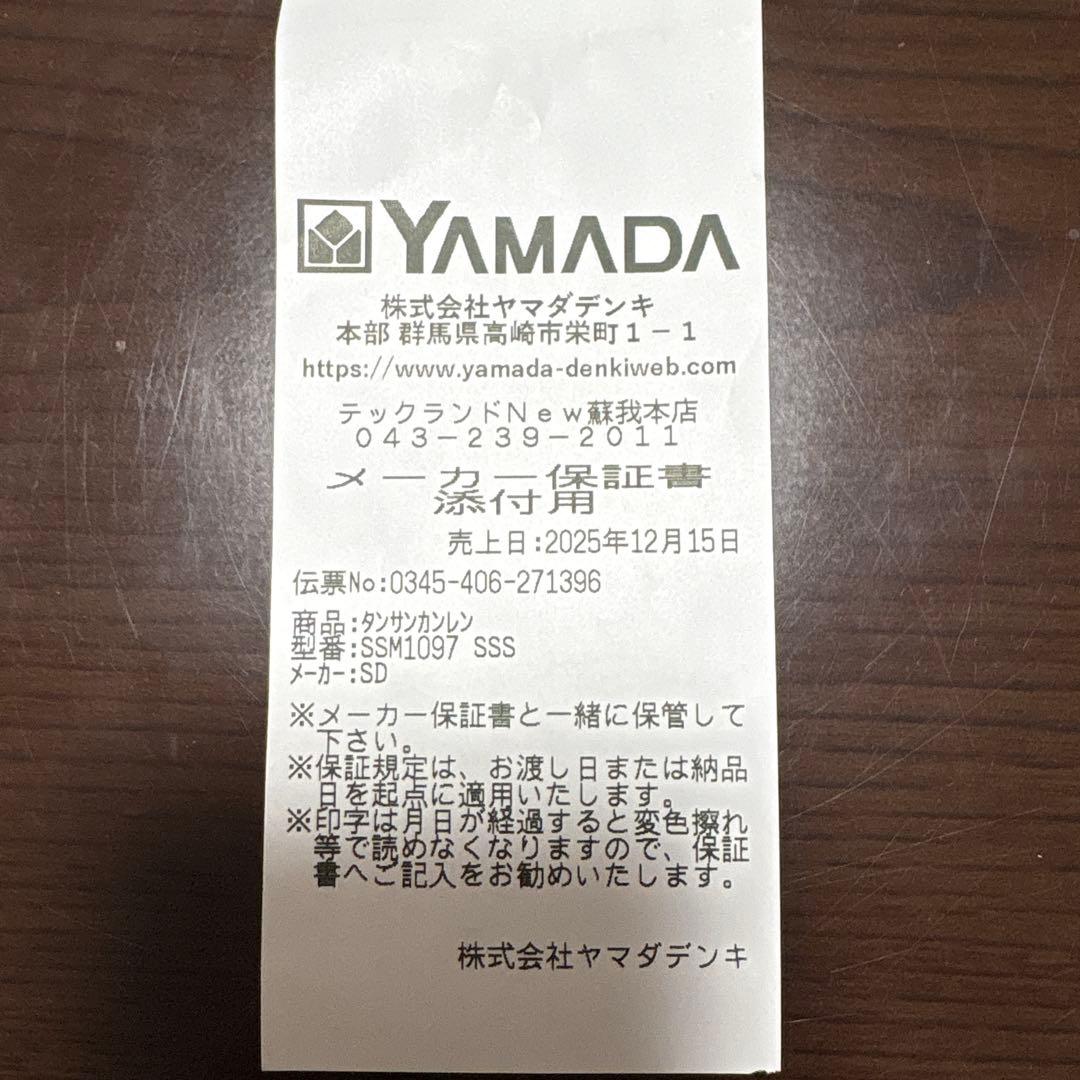 YAMADA
株式会社ヤマダデンキ
本部 群馬県高崎市栄町1-1
https://www.yamada-denkiweb.com
テックランドNew蘇我本店
043-239-2011
メーカー保証書
添付用
売上日:2025年12月15日
伝票No:0345-406-271396
商品:タンサンカンレン
型番:SSM1097 SSS
メーカー:SD
※メーカー保証書と一緒に保管して
下さい。
※保証規定は、お渡し日または納品
日を起点に適用いたします。
※印字は月日が経過すると変色擦れ
等で読めなくなりますので、保証
書へご記入をお勧めいたします。
株式会社ヤマダデンキ